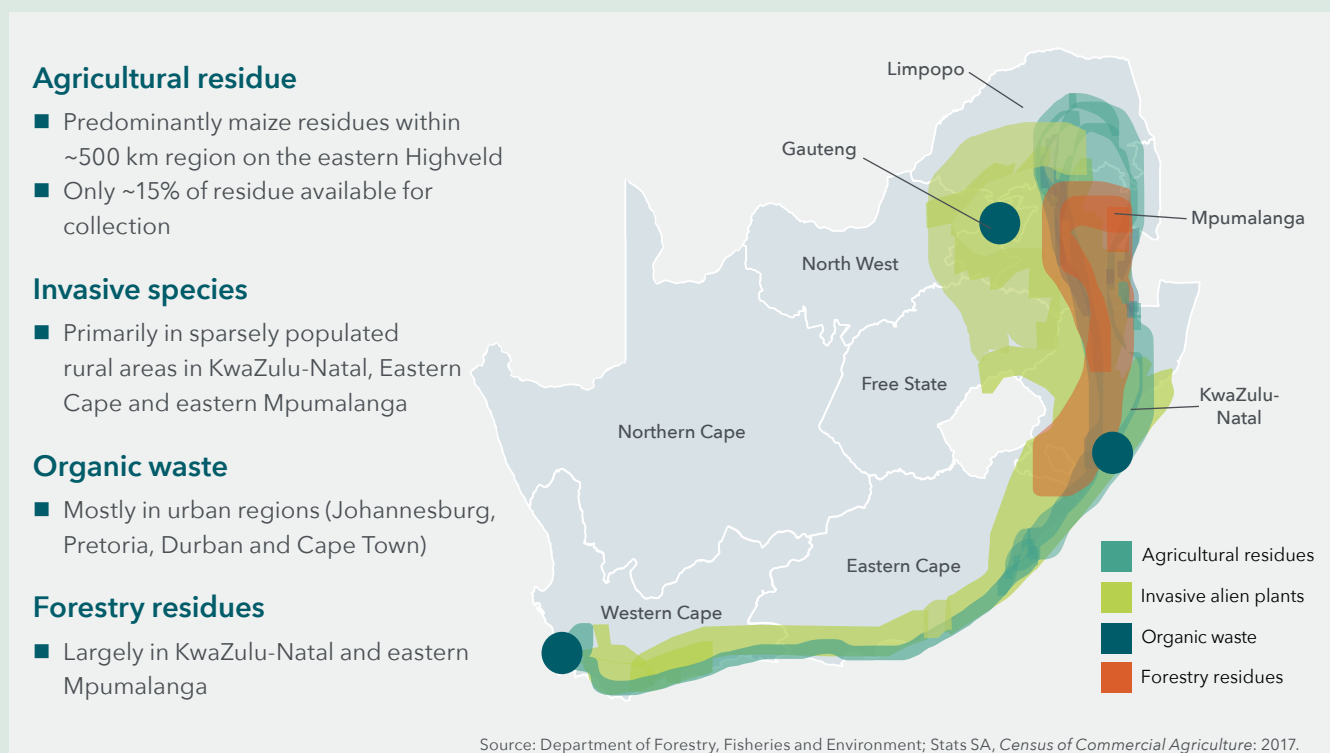 Agricultural residue
■ Predominantly maize residues within
~500 km region on the eastern Highveld
■ Only ~15% of residue available for
collection
Invasive species
■ Primarily in sparsely populated
rural areas in KwaZulu-Natal, Eastern
Cape and eastern Mpumalanga
Organic waste
■ Mostly in urban regions (Johannesburg,
Pretoria, Durban and Cape Town)
Forestry residues
■ Largely in KwaZulu-Natal and eastern
Mpumalanga
Limpopo
Gauteng
Mpumalanga
North West
Free State
KwaZulu-
Natal
Northern Cape
Eastern Cape
Western Cape
Agricultural residues
Invasive alien plants
Organic waste
Forestry residues
Source: Department of Forestry, Fisheries and Environment; Stats SA, Census of Commercial Agriculture: 2017.